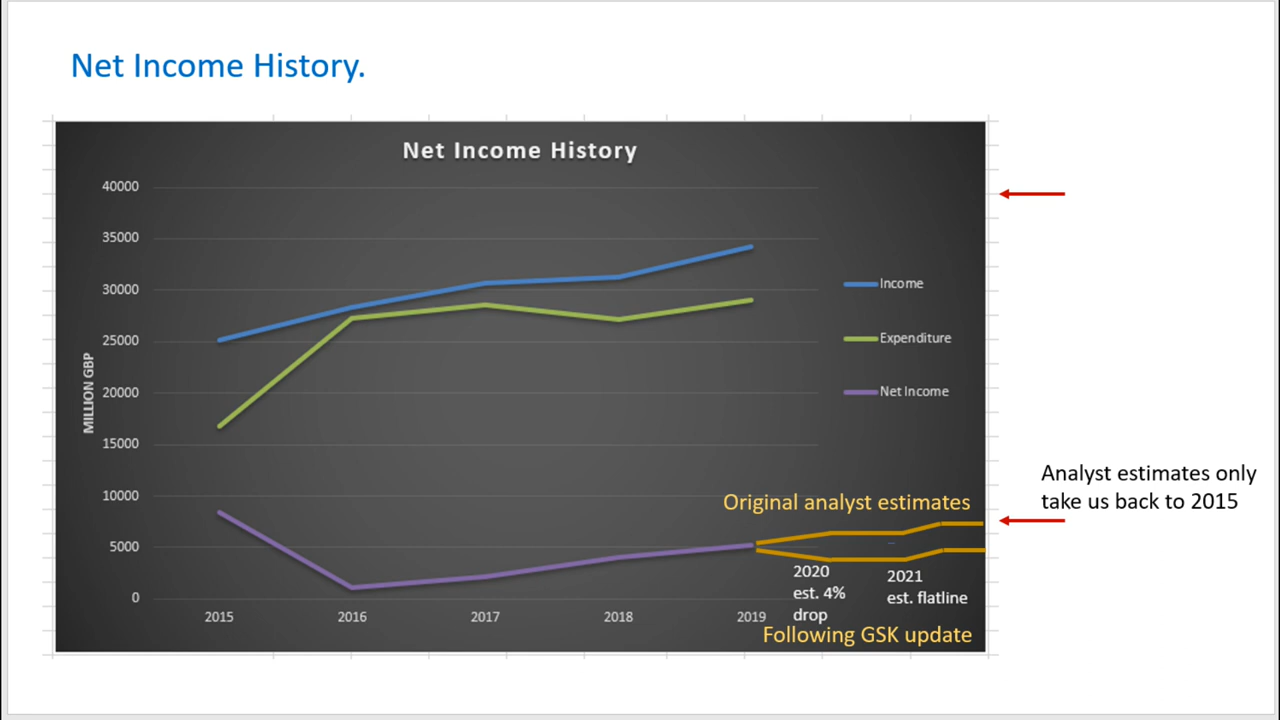 Net Income History.
Net Income History
40000
35000
30000
25000
20000
15000
10000
5000
0
MILLION GBP
2015
2016
2017
2018
2019
Income
Expenditure
Net Income
Original analyst estimates
2020
est. 4%
drop
2021
est. flatline
Following GSK update
Analyst estimates only
take us back to 2015